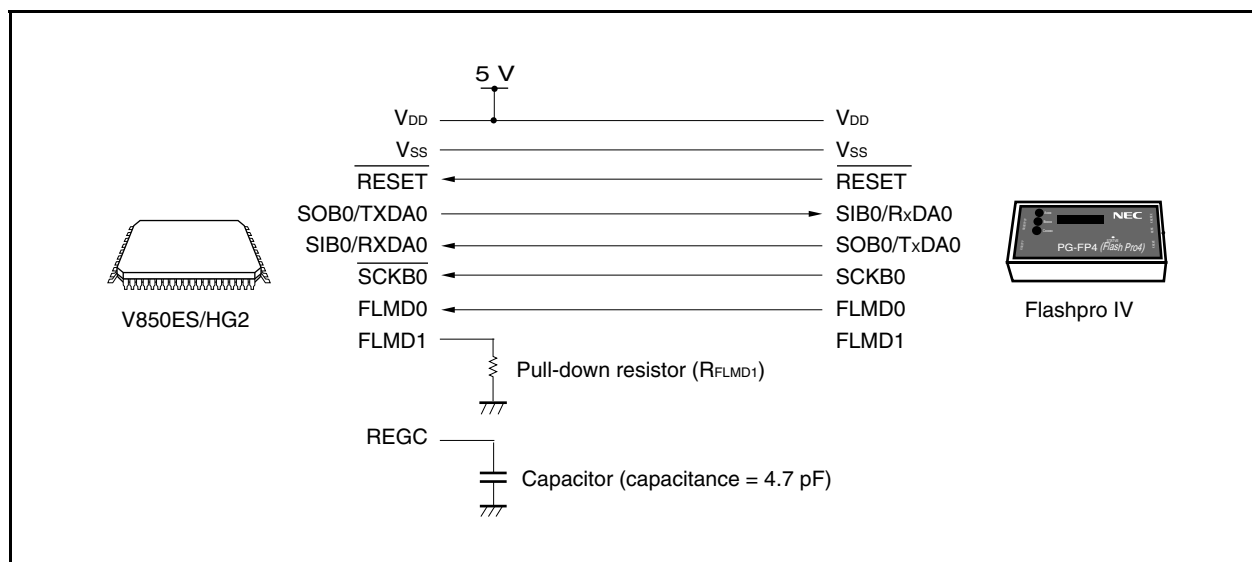 5 V
VDD VDD
VSS VSS
RESET RESET
SOB0/TXDA0 SIB0/RxDA0
SIB0/RXDA0 SOB0/TxDA0
SCKB0 SCKB0
FLMD0 FLMD0
FLMD1 FLMD1
V850ES/HG2
NEC
PG-FP4 (Flash Pro4)
Flashpro IV
Pull-down resistor (RFLMD1)
REGC
Capacitor (capacitance = 4.7 pF)